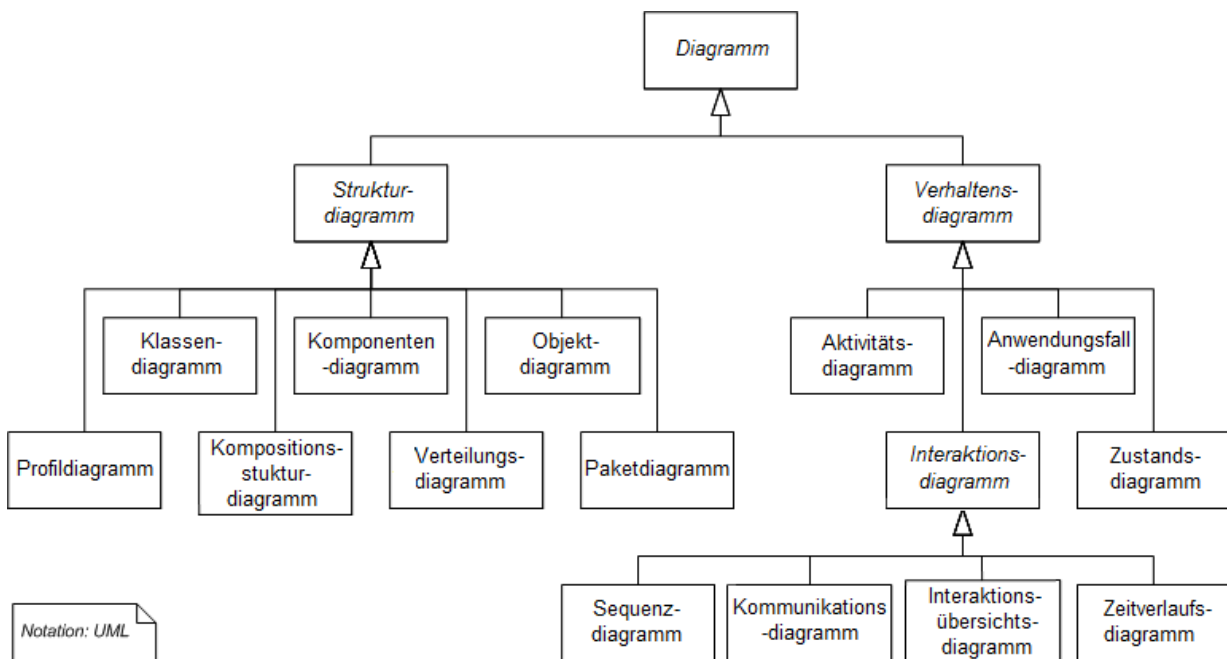 Diagramm
Struktur-
diagramm
Verhaltens-
diagramm
Klassen-
diagramm
Komponenten
-diagramm
Objekt-
diagramm
Aktivitäts-
diagramm
Anwendungsfall
-diagramm
Profildiagramm
Kompositions-
stuktur-
diagramm
Verteilungs-
diagramm
Paketdiagramm
Interaktions-
diagramm
Zustands-
diagramm
Sequenz-
diagramm
Kommunikations
-diagramm
Interaktions-
übersichts-
diagramm
Zeitverlaufs-
diagramm
Notation: UML